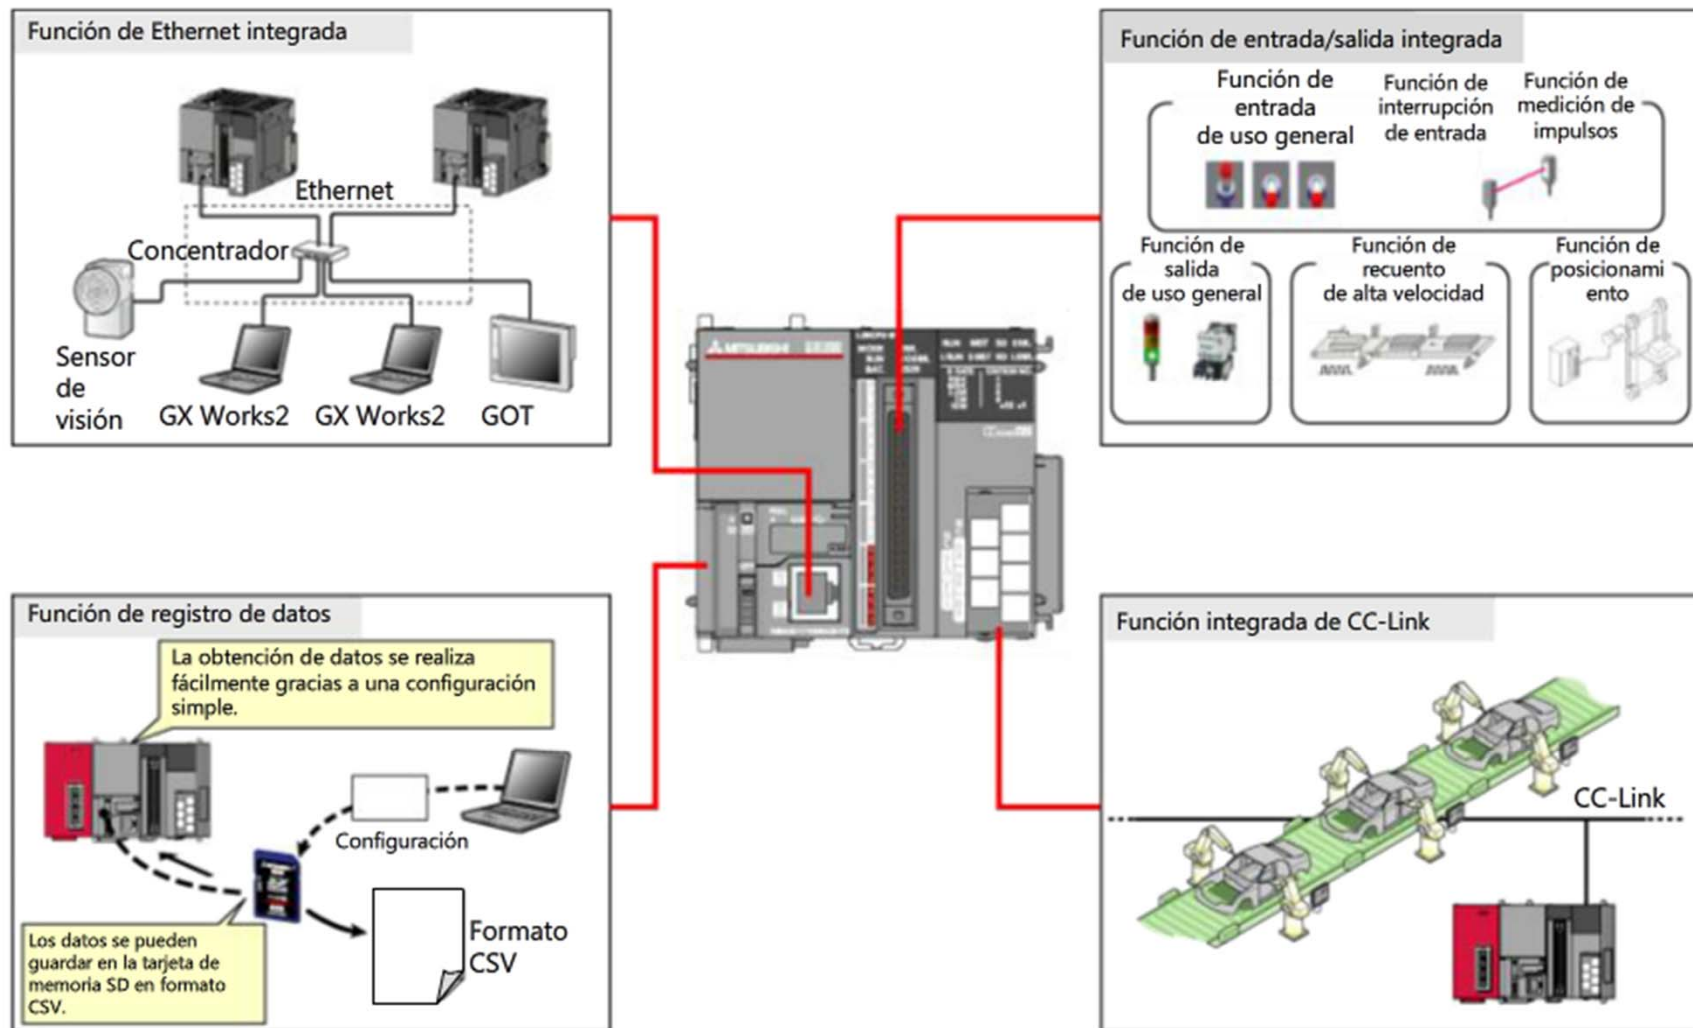 Función de Ethernet integrada
Ethernet
Concentrador
Sensor
de
visión
GX Works2
GX Works2
GOT
Función de entrada/salida integrada
Función de
entrada
de uso general
Función de
interrupción
de entrada
Función de
medición de
impulsos
Función de
salida
de uso general
Función de
recuento
de alta velocidad
Función de
posicionami
ento
MITSUBISHI
Función de registro de datos
La obtención de datos se realiza
fácilmente gracias a una configuración
simple.
Configuración
Formato
CSV
Los datos se pueden
guardar en la tarjeta de
memoria SD en formato
CSV.
Función integrada de CC-Link
CC-Link